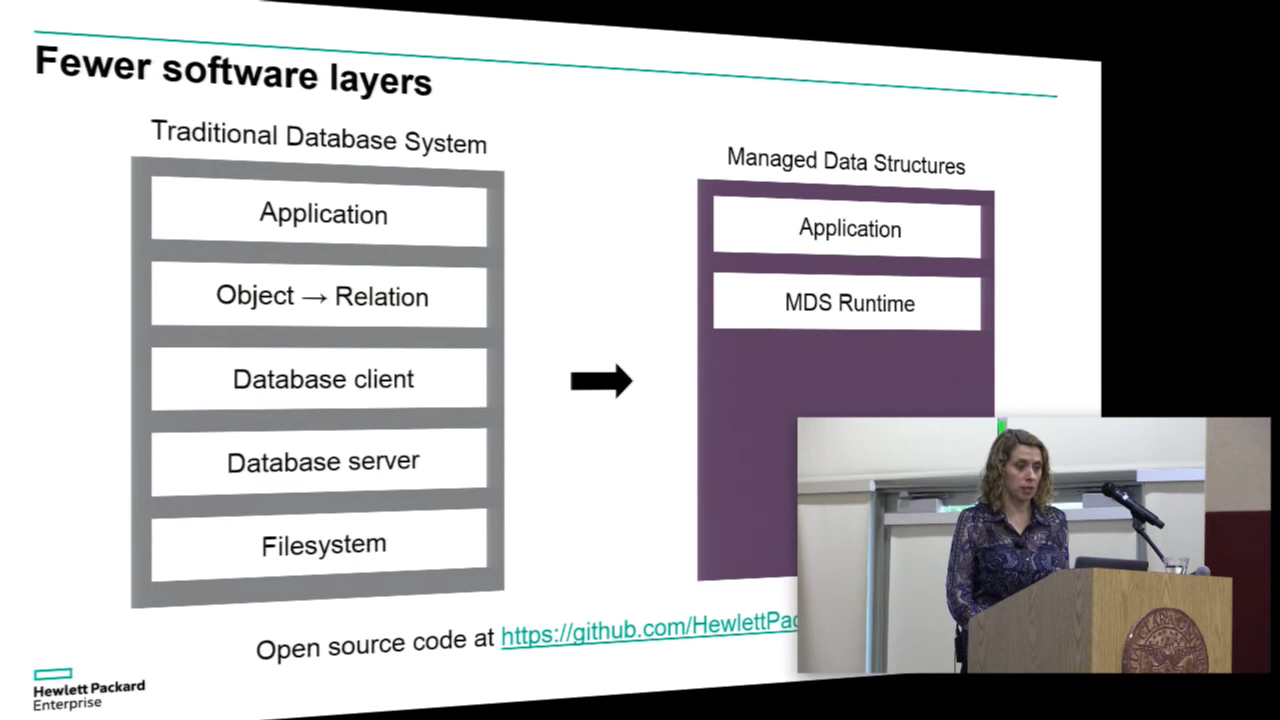 Fewer software layers
Traditional Database System
Application
Object → Relation
Database client
Database server
Filesystem
Managed Data Structures
Application
MDS Runtime
Open source code at https://github.com/HewlettPac
Hewlett Packard
Enterprise